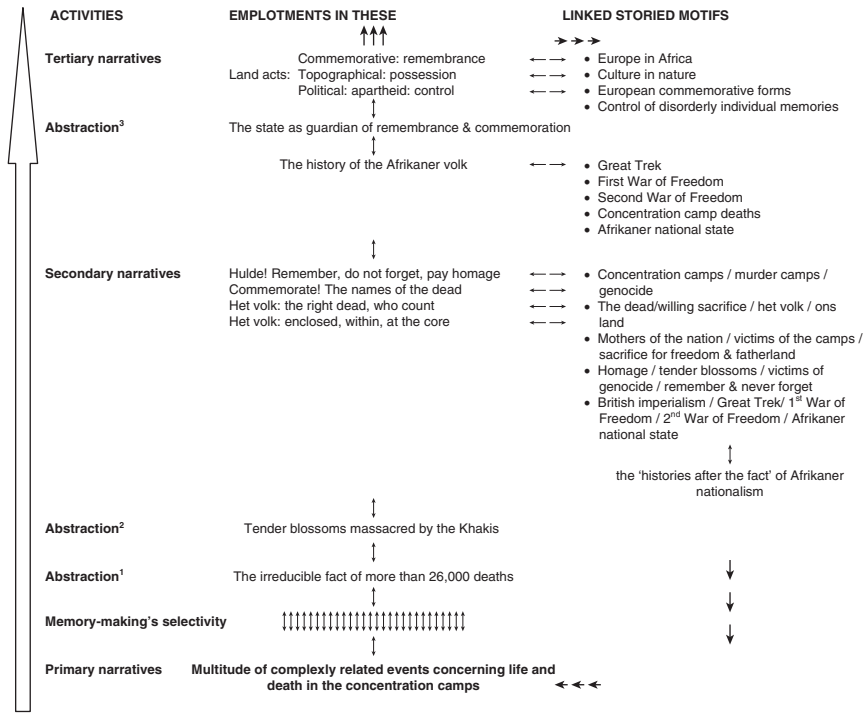 ACTIVITIES EMPLOTMENTS IN THESE LINKED STORIED MOTIFS
Tertiary narratives Commemorative: remembrance • Europe in Africa
Land acts: Topographical: possession • Culture in nature
Political: apartheid: control • European commemorative forms
• Control of disorderly individual memories
Abstraction³ The state as guardian of remembrance & commemoration
The history of the Afrikaner volk • Great Trek
• First War of Freedom
• Second War of Freedom
• Concentration camp deaths
• Afrikaner national state
Secondary narratives Hulde! Remember, do not forget, pay homage • Concentration camps / murder camps /
Commemorate! The names of the dead genocide
Het volk: the right dead, who count • The dead/willing sacrifice / het volk / ons
Het volk: enclosed, within, at the core land
• Mothers of the nation / victims of the camps /
sacrifice for freedom & fatherland
• Homage / tender blossoms / victims of
genocide / remember & never forget
• British imperialism / Great Trek/ 1st War of
Freedom / 2nd War of Freedom / Afrikaner
national state
the ‘histories after the fact’ of Afrikaner
nationalism
Abstraction² Tender blossoms massacred by the Khakis
Abstraction¹ The irreducible fact of more than 26,000 deaths
Memory-making's selectivity
Primary narratives Multitude of complexly related events concerning life and
death in the concentration camps